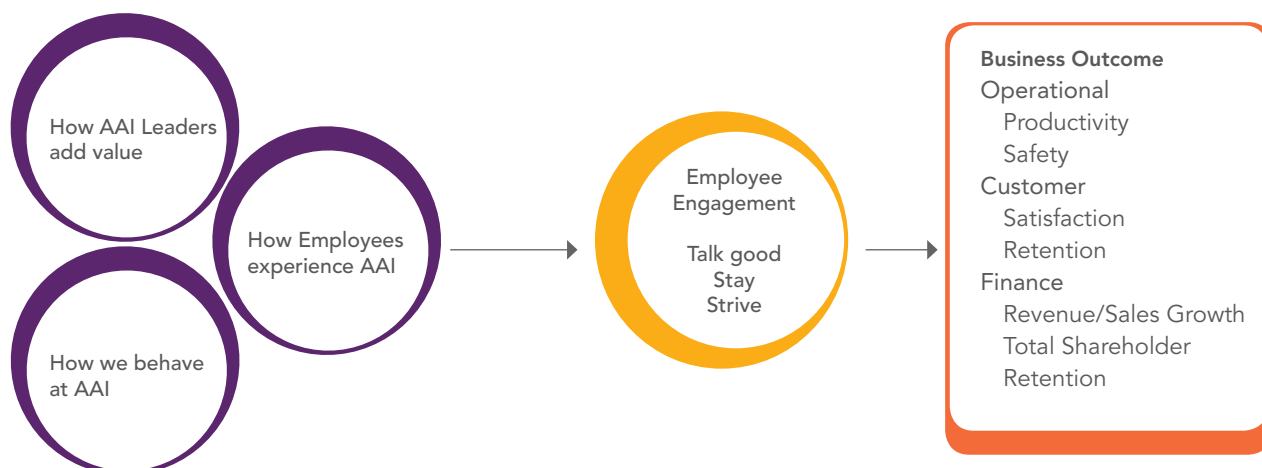 How AAI Leaders
add value
How Employees
experience AAI
How we behave
at AAI
Employee
Engagement
Talk good
Stay
Strive
Business Outcome
Operational
Productivity
Safety
Customer
Satisfaction
Retention
Finance
Revenue/Sales Growth
Total Shareholder
Retention